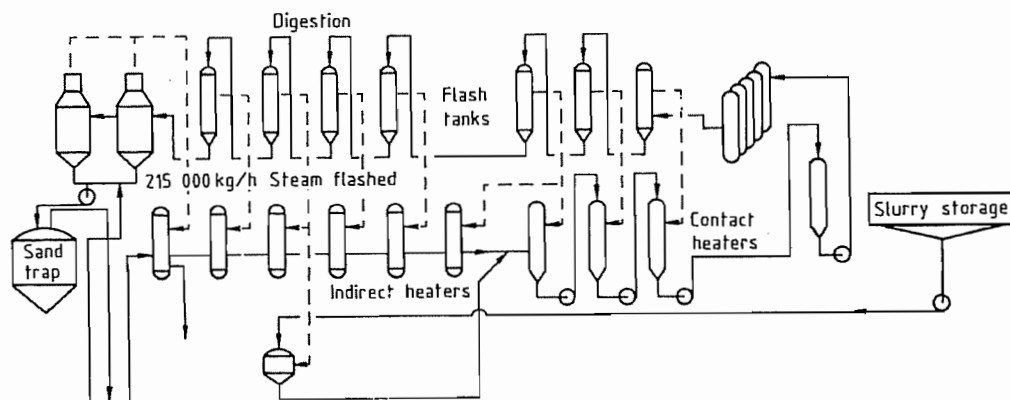 Digestion
Flash
tanks
215 000 kg/h Steam flashed
Slurry storage
Contact
heaters
Sand
trap
Indirect heaters